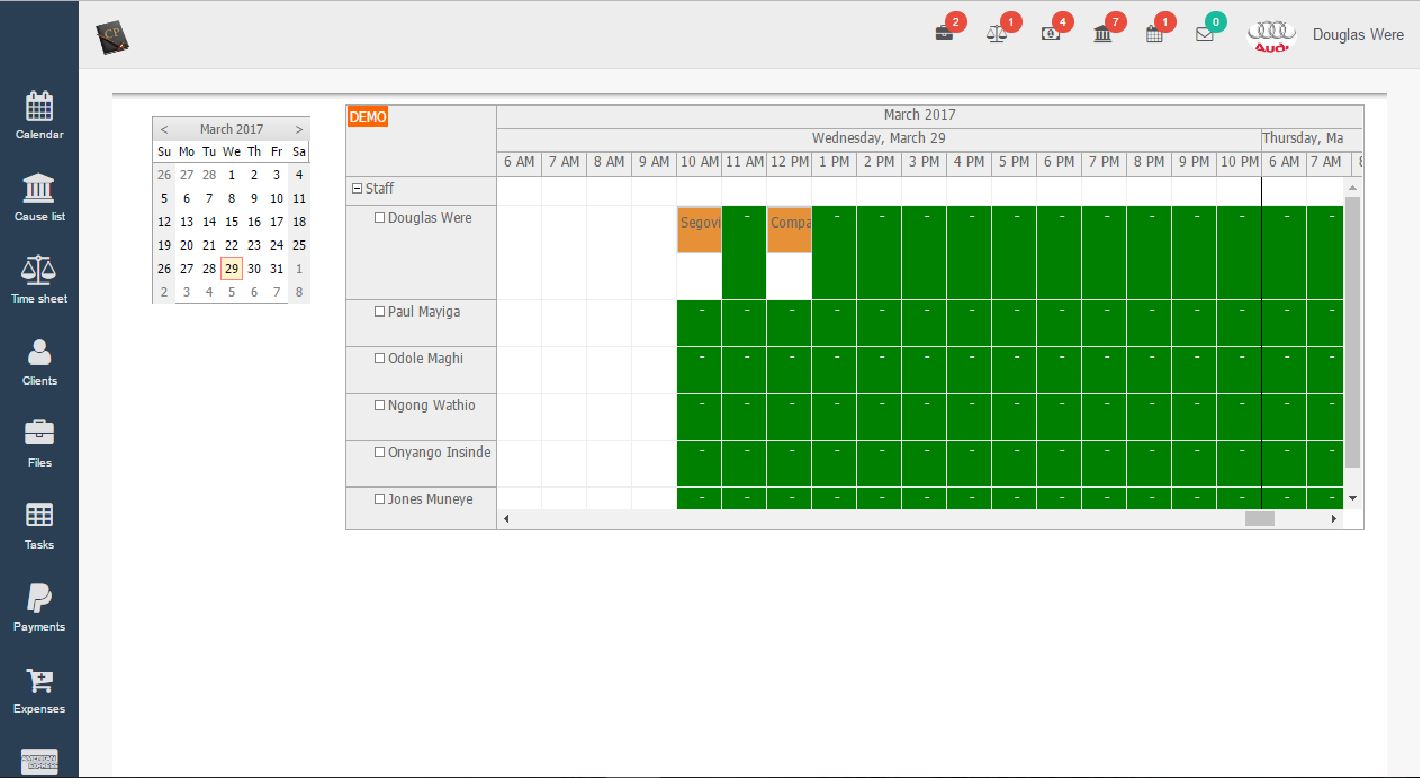 CP
2
1
4
7
1
0
Audi
Douglas Were
Calendar
Cause list
Time sheet
Clients
Files
Tasks
Payments
Expenses
AMERICAN
EXPRESS
< March 2017 >
Su Mo Tu We Th Fr Sa
26 27 28 1 2 3 4
5 6 7 8 9 10 11
12 13 14 15 16 17 18
19 20 21 22 23 24 25
26 27 28 29 30 31 1
2 3 4 5 6 7 8
DEMO
March 2017
Wednesday, March 29 Thursday, Ma
6 AM 7 AM 8 AM 9 AM 10 AM 11 AM 12 PM 1 PM 2 PM 3 PM 4 PM 5 PM 6 PM 7 PM 8 PM 9 PM 10 PM 6 AM 7 AM 8
Staff
Douglas Were Segovi - Compa - - - - - - - - - - - -
Paul Mayiga - - - - - - - - - - - - - - -
Odole Maghi - - - - - - - - - - - - - - -
Ngong Wathio - - - - - - - - - - - - - - -
Onyango Insinde - - - - - - - - - - - - - - -
Jones Muneye - - - - - - - - - - - - - - -